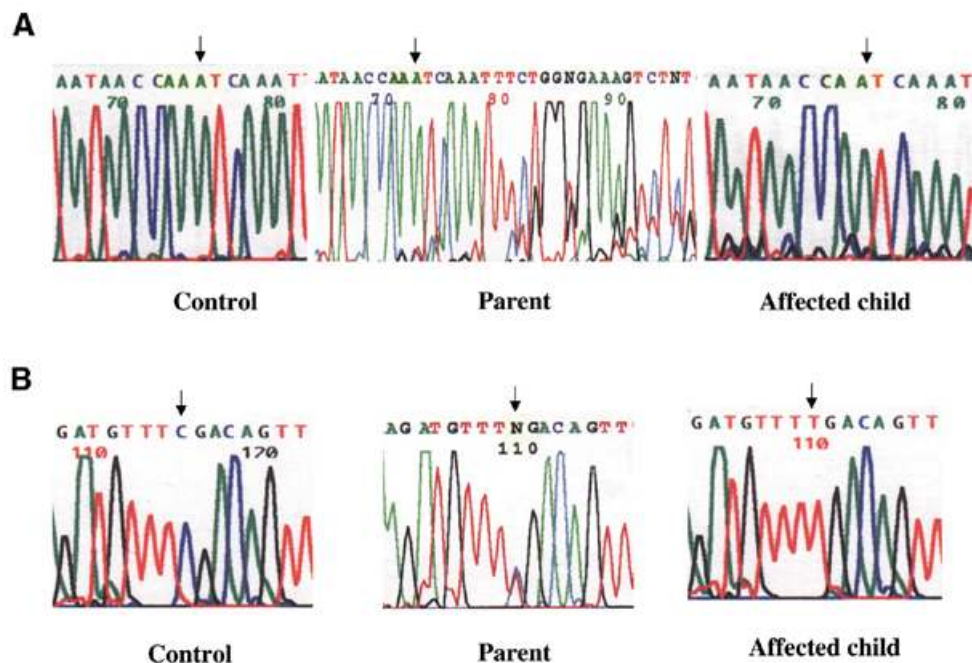 A
AATAACCAAATCAAAT
70 80
ATAACCAAATCAAATTTCTGGNGAAAGTCTNT
70 80 90
AATAACCAATCAAAT
70 80
Control Parent Affected child
B
GATGTTTCGACAGTT
110 120
AGATGTTTNGACAGTT
110
GATGTTTTGACAGTT
110
Control Parent Affected child